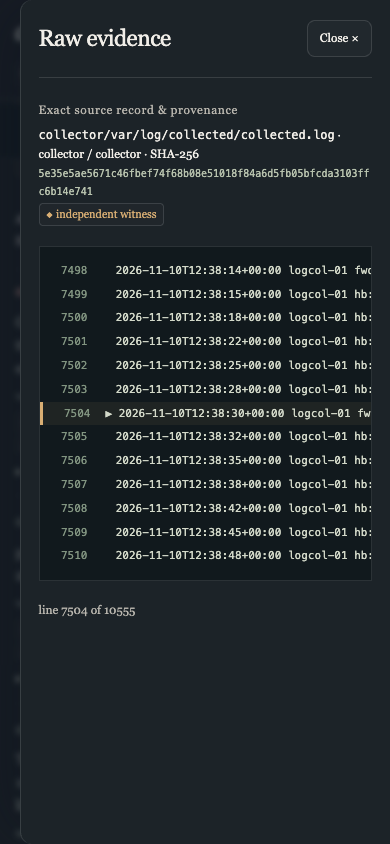 Raw evidence
Close ×
Exact source record & provenance
collector/var/log/collected/collected.log ·
collector / collector · SHA-256
5e35e5ae5671c46fbef74f68b08e51018f84a6d5fb05bfcda3103ff
c6b14e741
◆ independent witness
7498 2026-11-10T12:38:14+00:00 logcol-01 fwd
7499 2026-11-10T12:38:15+00:00 logcol-01 hb:
7500 2026-11-10T12:38:18+00:00 logcol-01 hb:
7501 2026-11-10T12:38:22+00:00 logcol-01 hb:
7502 2026-11-10T12:38:25+00:00 logcol-01 hb:
7503 2026-11-10T12:38:28+00:00 logcol-01 hb:
7504 ▶ 2026-11-10T12:38:30+00:00 logcol-01 fw
7505 2026-11-10T12:38:32+00:00 logcol-01 hb:
7506 2026-11-10T12:38:35+00:00 logcol-01 hb:
7507 2026-11-10T12:38:38+00:00 logcol-01 hb:
7508 2026-11-10T12:38:42+00:00 logcol-01 hb:
7509 2026-11-10T12:38:45+00:00 logcol-01 hb:
7510 2026-11-10T12:38:48+00:00 logcol-01 hb:
line 7504 of 10555